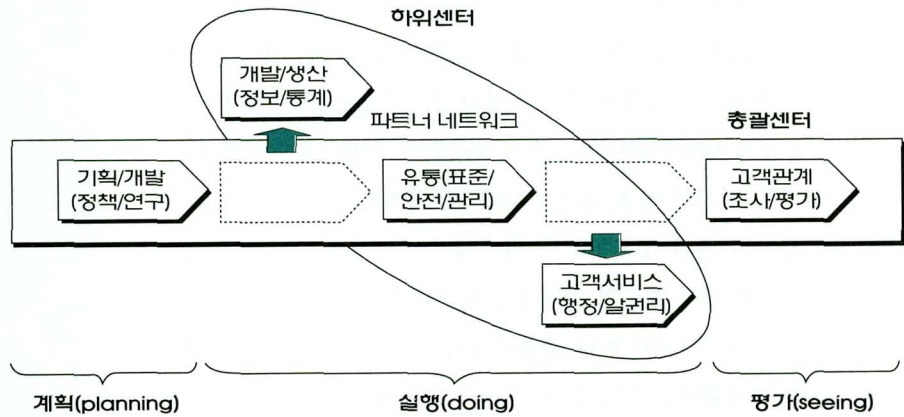 하위센터
개발/생산
(정보/통계)
파트너 네트워크
총괄센터
기획/개발
(정책/연구)
유통(표준/
안전/관리)
고객관계
(조사/평가)
고객서비스
(행정/알권리)
계획(planning)
실행(doing)
평가(seeing)